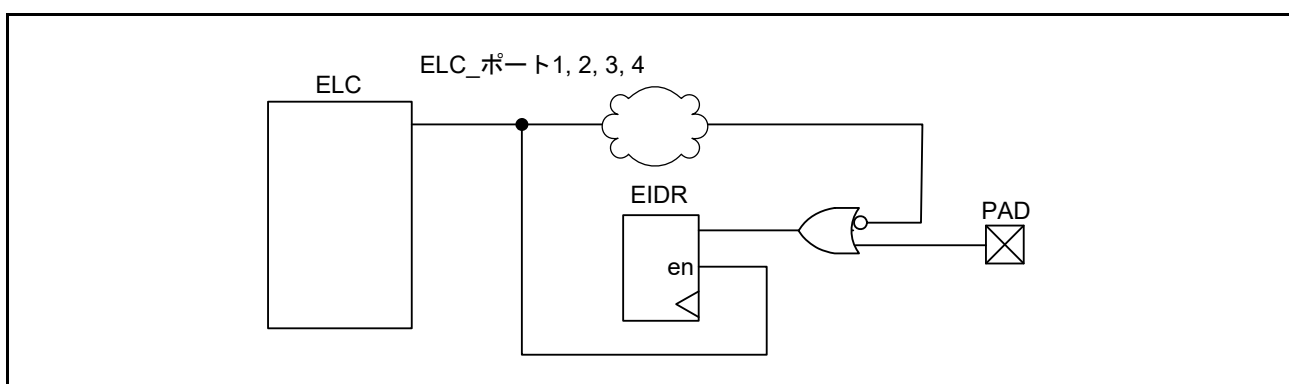 ELC_ポート1, 2, 3, 4
ELC
EIDR
PAD
en